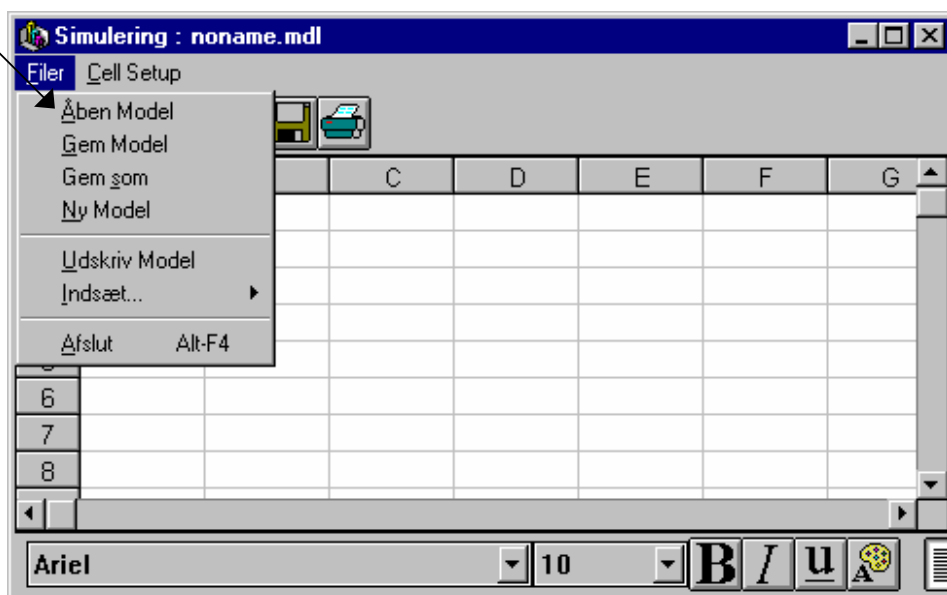 Simulering : noname.mdl
Filer Cell Setup
Åben Model
Gem Model
Gem som
Ny Model
Udskriv Model
Indsæt...
Afslut Alt-F4
C D E F G
6
7
8
Ariel 10 B I u A